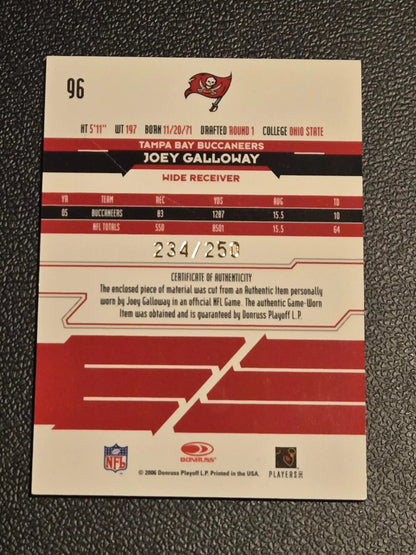 96
HT 5'11" WT 197 BORN 11/20/71 DRAFTED ROUND 1 COLLEGE OHIO STATE
TAMPA BAY BUCCANEERS
JOEY GALLOWAY
WIDE RECEIVER
YR TEAM REC YDS AVG TD
05 BUCCANEERS 83 1287 15.5 10
NFL TOTALS 550 8501 15.5 64
234/250
CERTIFICATE OF AUTHENTICITY
The enclosed piece of material was cut from an Authentic Item personally
worn by Joey Galloway in an official NFL Game. The authentic Game-Worn
Item was obtained and is guaranteed by Donruss Playoff L.P.
NFL DONRUSS PLAYERS INC
© 2006 Donruss Playoff L.P. Printed in the USA.